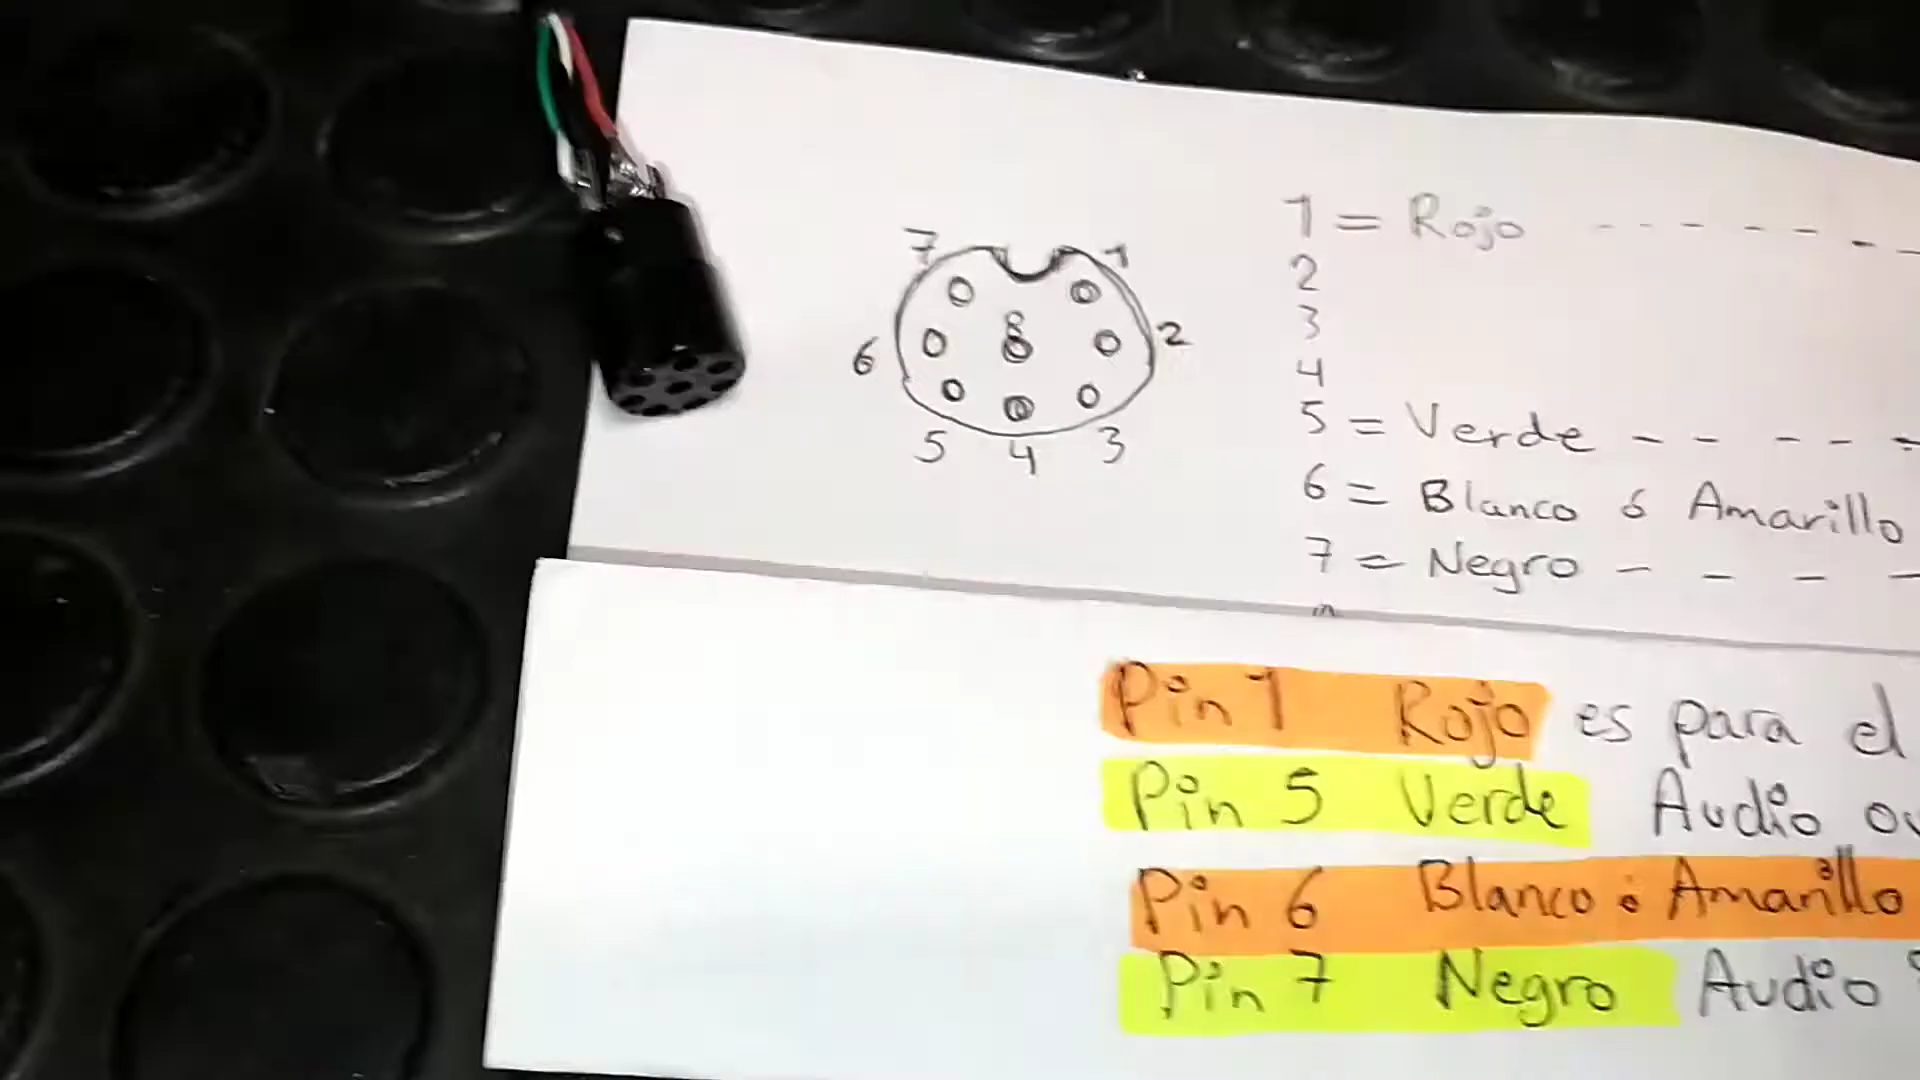 7 1
8
6 2
5 4 3
1 = Rojo - - - - - - -
2
3
4
5 = Verde - - - - -
6 = Blanco ó Amarillo
7 = Negro - - - -
Pin 1 Rojo es para el
Pin 5 Verde Audio
Pin 6 Blanco ó Amarillo
Pin 7 Negro Audio